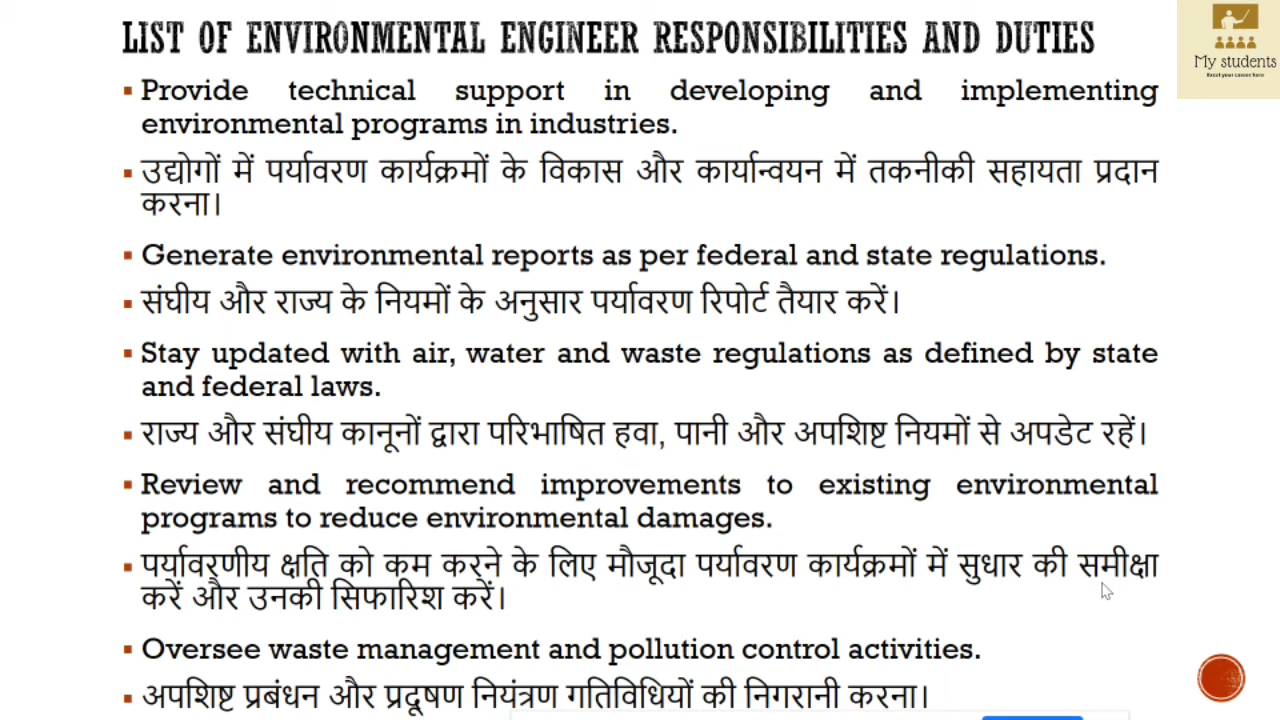 LIST OF ENVIRONMENTAL ENGINEER RESPONSIBILITIES AND DUTIES
My students
Excel your career here
▪ Provide technical support in developing and implementing
environmental programs in industries.
▪ उद्योगों में पर्यावरण कार्यक्रमों के विकास और कार्यान्वयन में तकनीकी सहायता प्रदान
करना।
▪ Generate environmental reports as per federal and state regulations.
▪ संघीय और राज्य के नियमों के अनुसार पर्यावरण रिपोर्ट तैयार करें।
▪ Stay updated with air, water and waste regulations as defined by state
and federal laws.
▪ राज्य और संघीय कानूनों द्वारा परिभाषित हवा, पानी और अपशिष्ट नियमों से अपडेट रहें।
▪ Review and recommend improvements to existing environmental
programs to reduce environmental damages.
▪ पर्यावरणीय क्षति को कम करने के लिए मौजूदा पर्यावरण कार्यक्रमों में सुधार की समीक्षा
करें और उनकी सिफारिश करें।
▪ Oversee waste management and pollution control activities.
▪ अपशिष्ट प्रबंधन और प्रदूषण नियंत्रण गतिविधियों की निगरानी करना।